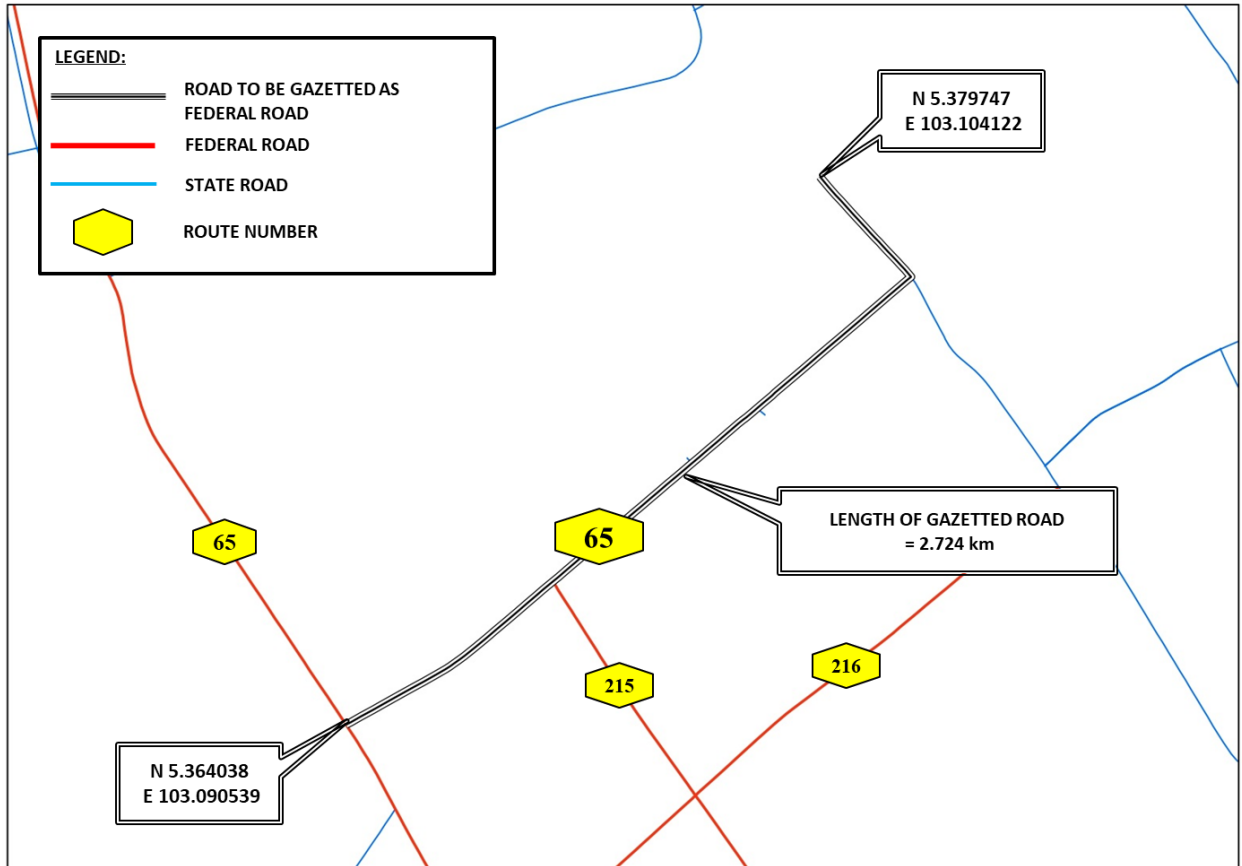 LEGEND:
ROAD TO BE GAZETTED AS
FEDERAL ROAD
FEDERAL ROAD
STATE ROAD
ROUTE NUMBER
N 5.379747
E 103.104122
LENGTH OF GAZETTED ROAD
= 2.724 km
65
65
215
216
N 5.364038
E 103.090539